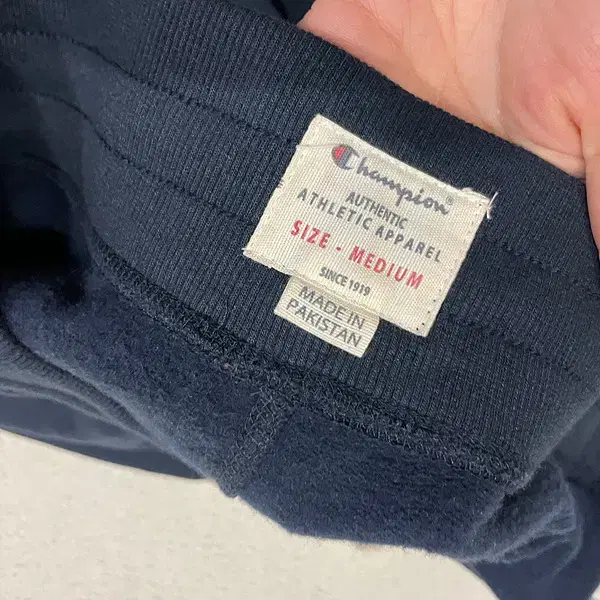 Champion®
AUTHENTIC
ATHLETIC APPAREL
SIZE - MEDIUM
SINCE 1919
MADE IN
PAKISTAN